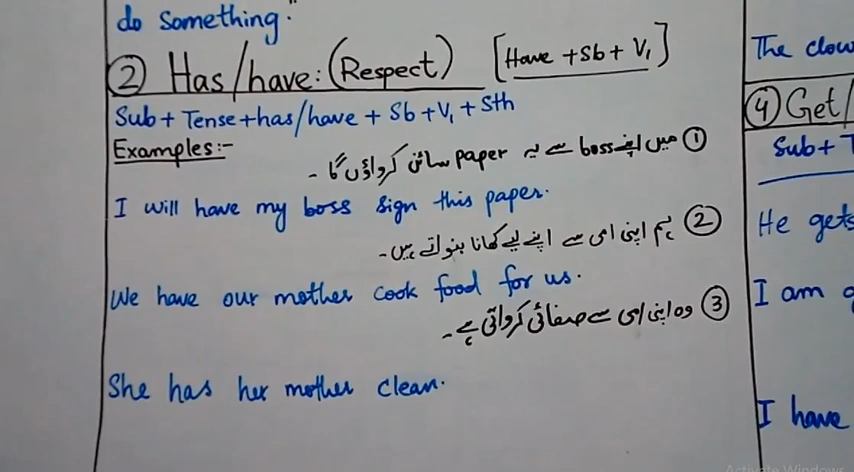 do something."
② Has/have: (Respect) [Have + Sb + V₁]
Sub + Tense + has/have + Sb + V₁ + Sth
Examples:-
① میں اپنے boss سے یہ paper سائن کرواؤں گا۔
I will have my boss sign this paper.
② ہم اپنی امی سے اپنے لیے کھانا بنواتے ہیں۔
We have our mother cook food for us.
③ وہ اپنی امی سے صفائی کرواتی ہے۔
She has her mother clean.
The clow
④ Get/
Sub + T
He gets
I am
I have
Activate Windows